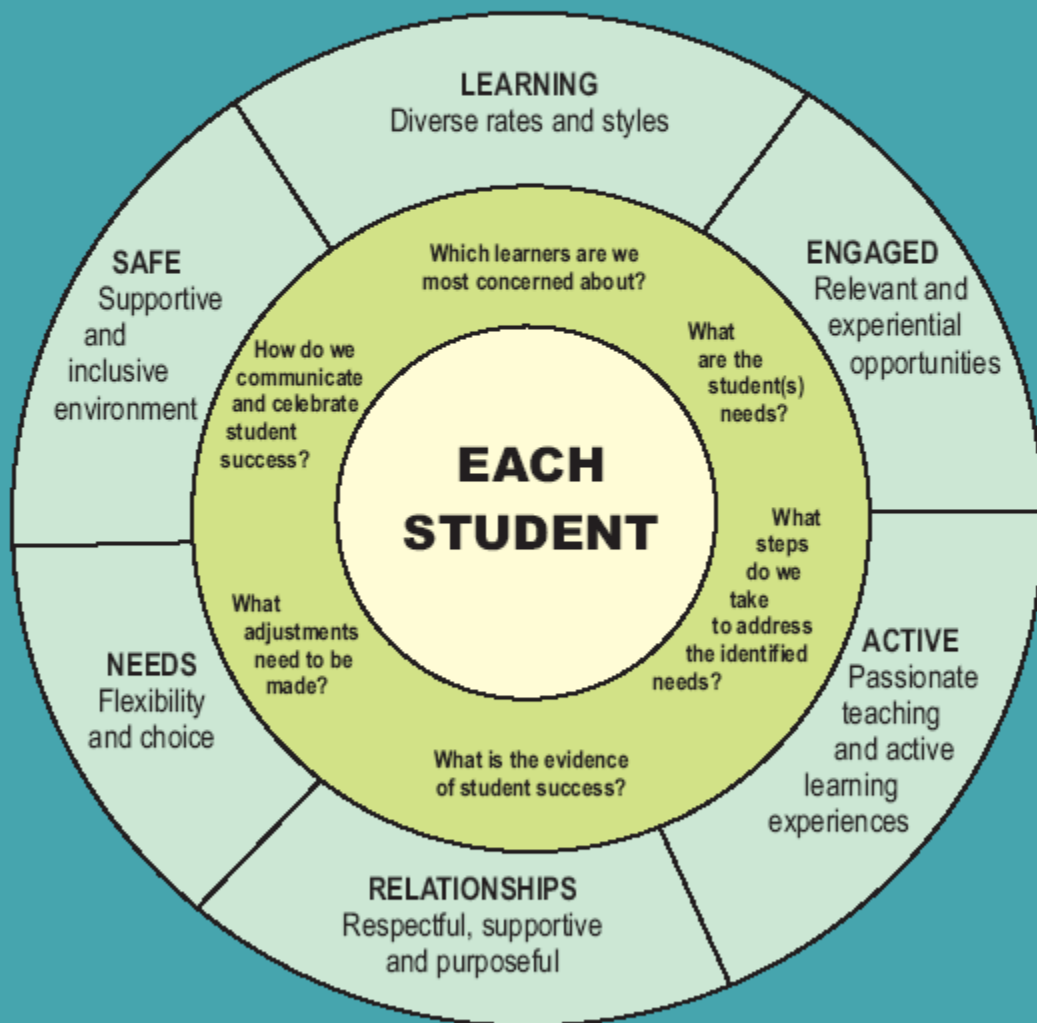 LEARNING
Diverse rates and styles
ENGAGED
Relevant and
experiential
opportunities
ACTIVE
Passionate
teaching
and active
learning
experiences
RELATIONSHIPS
Respectful, supportive
and purposeful
NEEDS
Flexibility
and choice
SAFE
Supportive
and
inclusive
environment
Which learners are we
most concerned about?
What
are the
student(s)
needs?
What
steps
do we
take
to address
the identified
needs?
What is the evidence
of student success?
What
adjustments
need to be
made?
How do we
communicate
and celebrate
student
success?
EACH
STUDENT